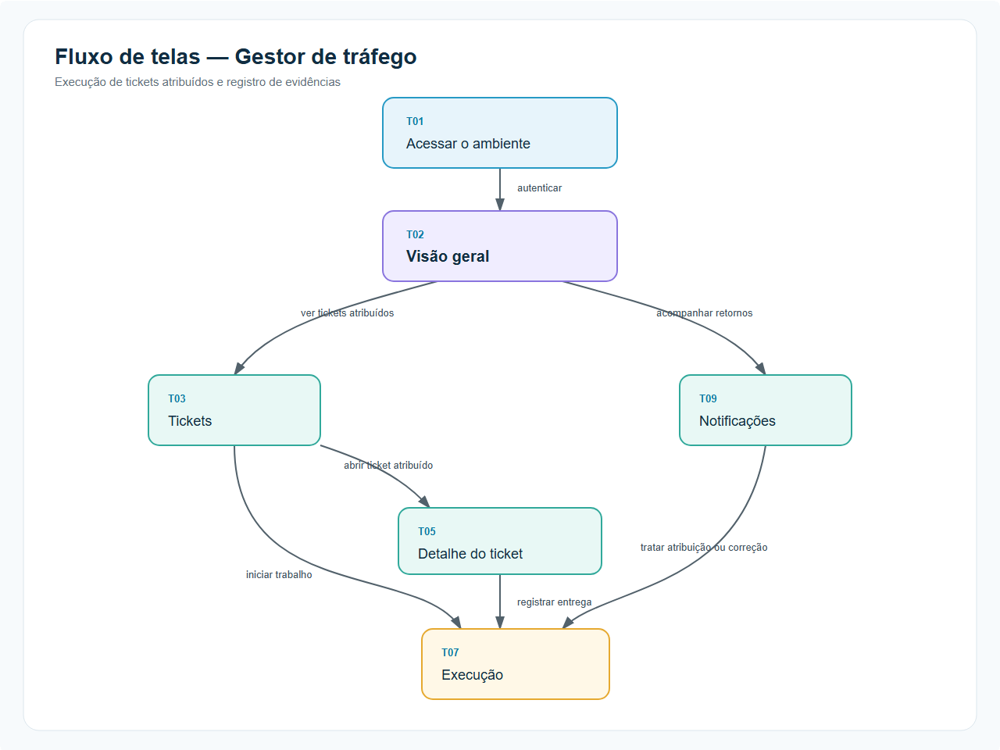 Fluxo de telas — Gestor de tráfego
Execução de tickets atribuídos e registro de evidências
T01
Acessar o ambiente
autenticar
T02
Visão geral
ver tickets atribuídos
acompanhar retornos
T03
Tickets
T09
Notificações
abrir ticket atribuído
T05
Detalhe do ticket
tratar atribuição ou correção
iniciar trabalho
registrar entrega
T07
Execução